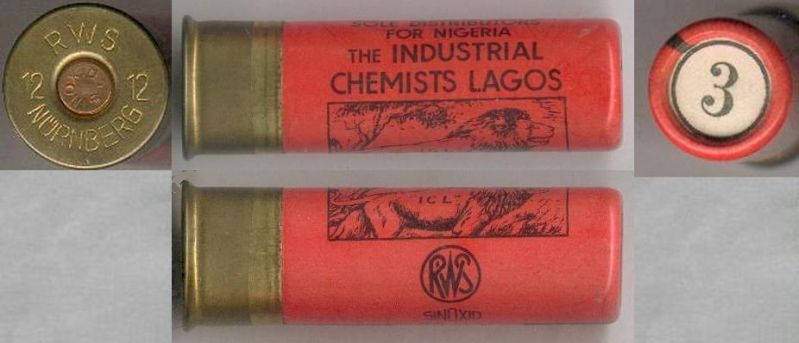 RWS
12 12
NÜRNBERG
SOLE DISTRIBUTORS
FOR NIGERIA
THE INDUSTRIAL
CHEMISTS LAGOS
3
ICL
RWS
SINOXID